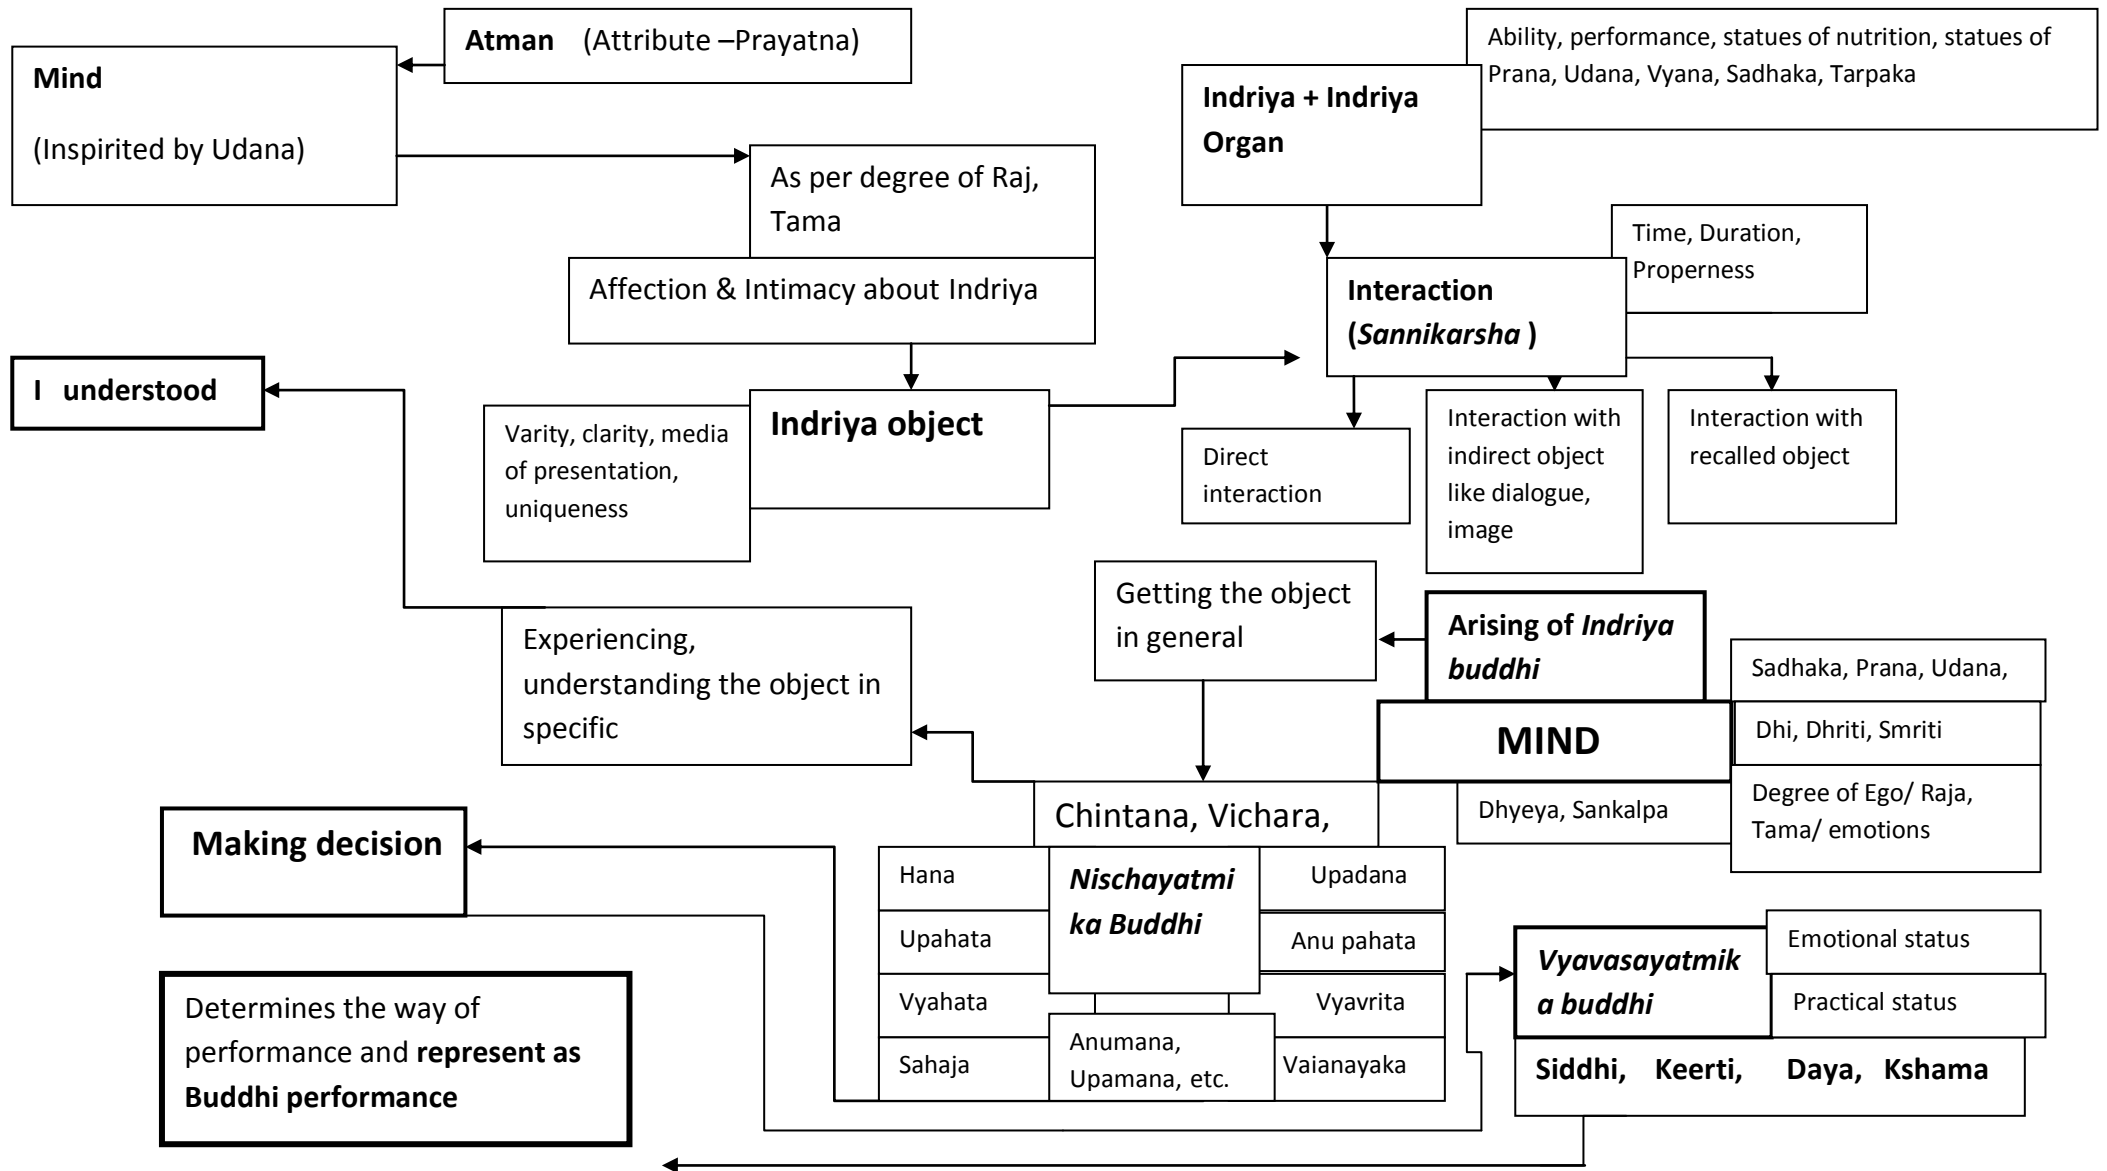 Atman (Attribute –Prayatna)
Mind
(Inspirited by Udana)
As per degree of Raj,
Tama
Affection & Intimacy about Indriya
Indriya object
Varity, clarity, media
of presentation,
uniqueness
Ability, performance, statues of nutrition, statues of
Prana, Udana, Vyana, Sadhaka, Tarpaka
Indriya + Indriya
Organ
Time, Duration,
Properness
Interaction
(Sannikarsha )
Direct
interaction
Interaction with
indirect object
like dialogue,
image
Interaction with
recalled object
I understood
Experiencing,
understanding the object in
specific
Getting the object
in general
Arising of Indriya
buddhi
MIND
Sadhaka, Prana, Udana,
Dhi, Dhriti, Smriti
Degree of Ego/ Raja,
Tama/ emotions
Dhyeya, Sankalpa
Chintana, Vichara,
Nischayatmi
ka Buddhi
Hana
Upahata
Vyahata
Sahaja
Upadana
Anu pahata
Vyavrita
Vaianayaka
Anumana,
Upamana, etc.
Making decision
Vyavasayatmik
a buddhi
Emotional status
Practical status
Siddhi, Keerti, Daya, Kshama
Determines the way of
performance and represent as
Buddhi performance